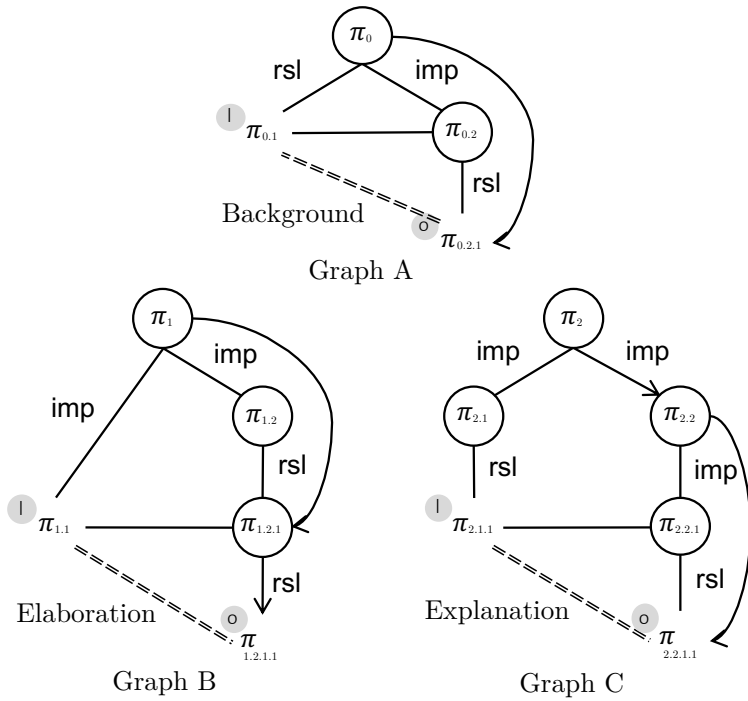 π0
rsl
imp
l
π0.1
π0.2
rsl
Background
o
π0.2.1
Graph A
π1
π2
imp
imp
imp
imp
π1.2
π2.1
π2.2
rsl
rsl
imp
l
π1.1
π1.2.1
l
π2.1.1
π2.2.1
rsl
rsl
Elaboration
o
Explanation
o
π
1.2.1.1
π
2.2.1.1
Graph B
Graph C